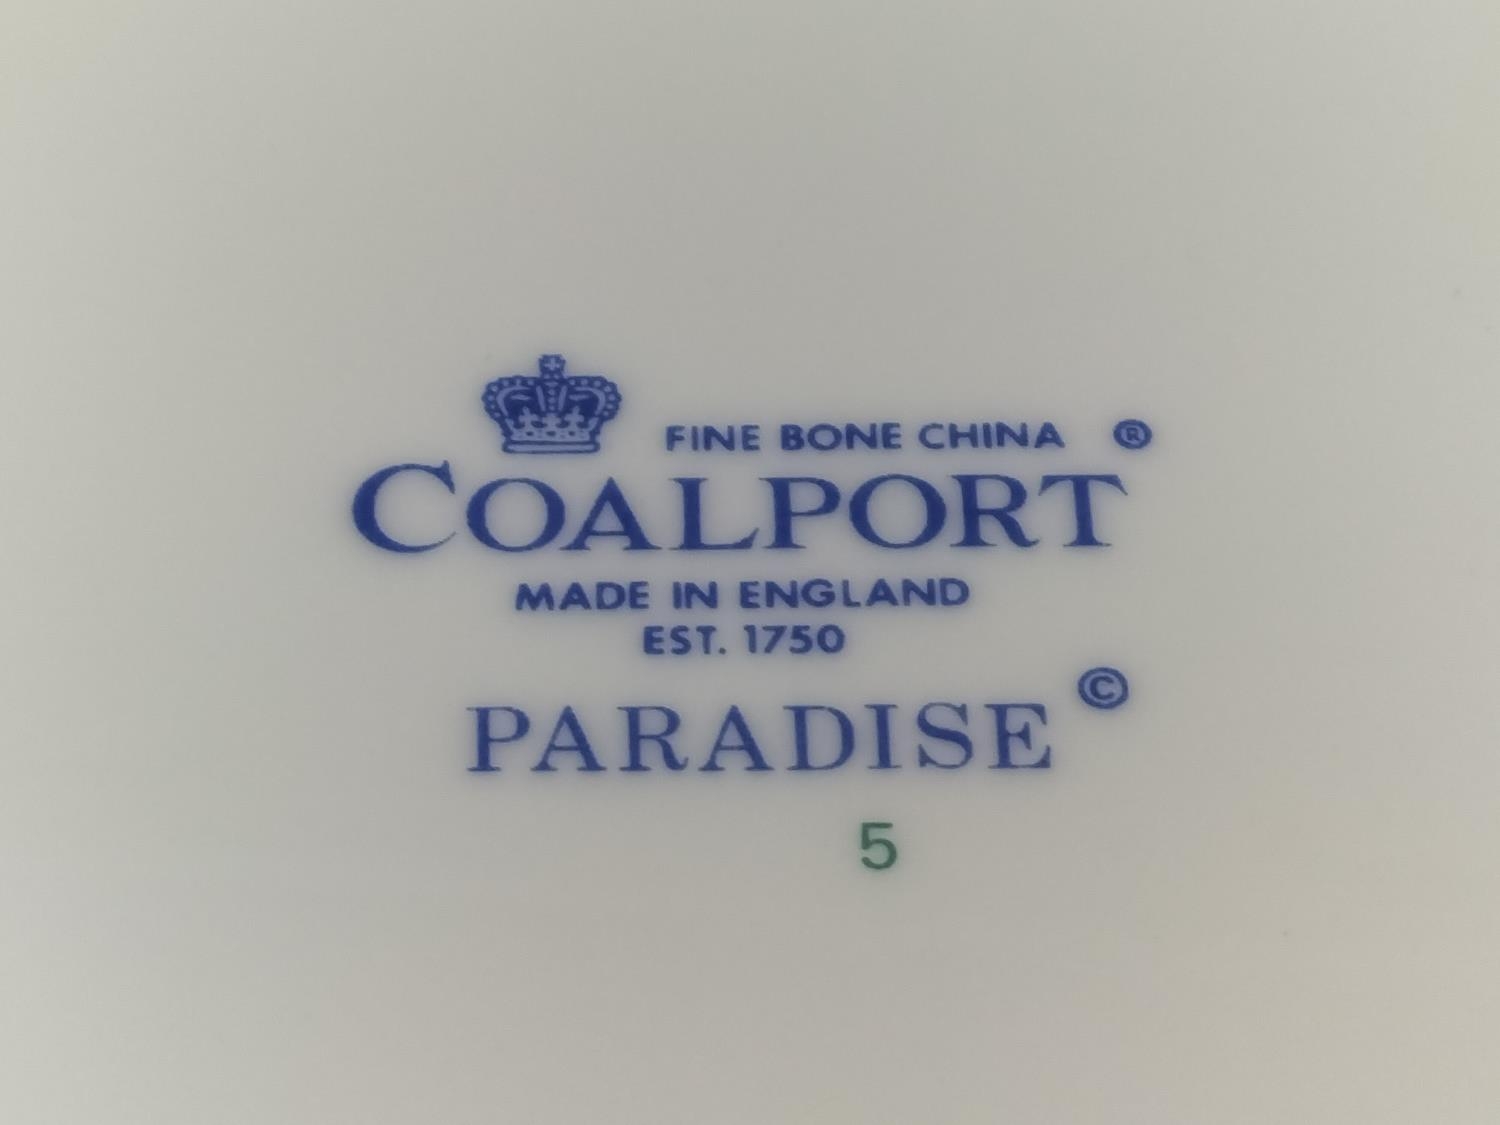 FINE BONE CHINA ®
COALPORT
MADE IN ENGLAND
EST. 1750
PARADISE ©
5